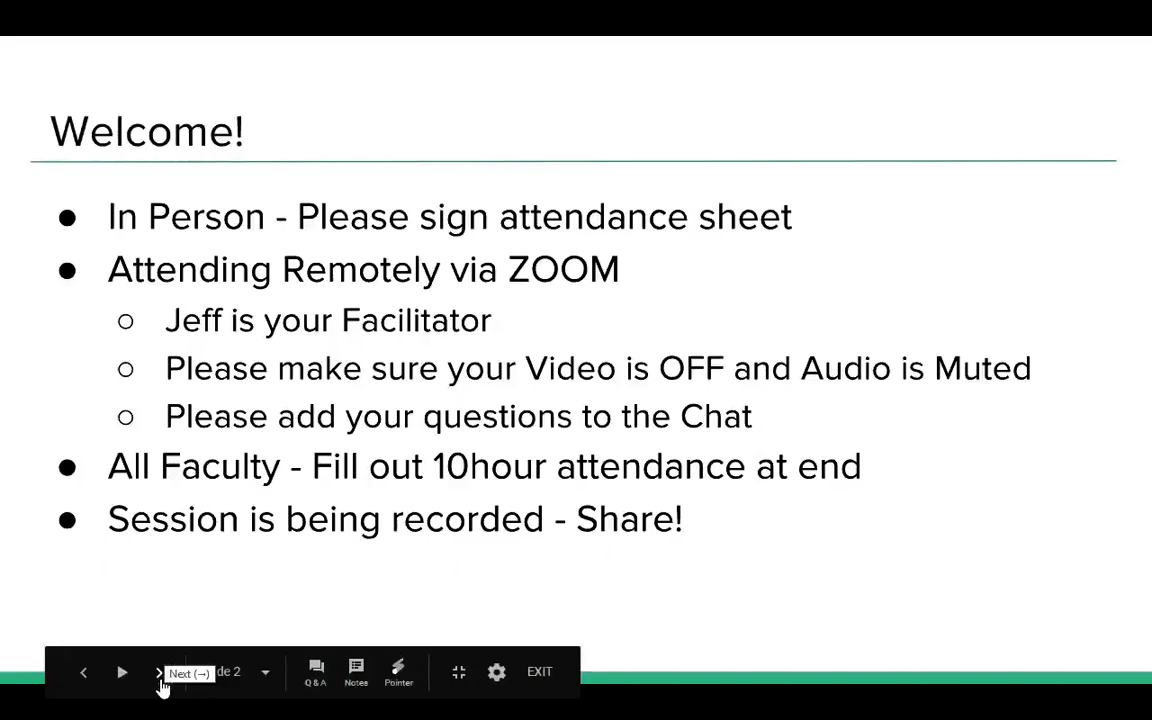 Welcome!
● In Person - Please sign attendance sheet
● Attending Remotely via ZOOM
○ Jeff is your Facilitator
○ Please make sure your Video is OFF and Audio is Muted
○ Please add your questions to the Chat
● All Faculty - Fill out 10hour attendance at end
● Session is being recorded - Share!
Next (→) de 2 Q & A Notes Pointer EXIT